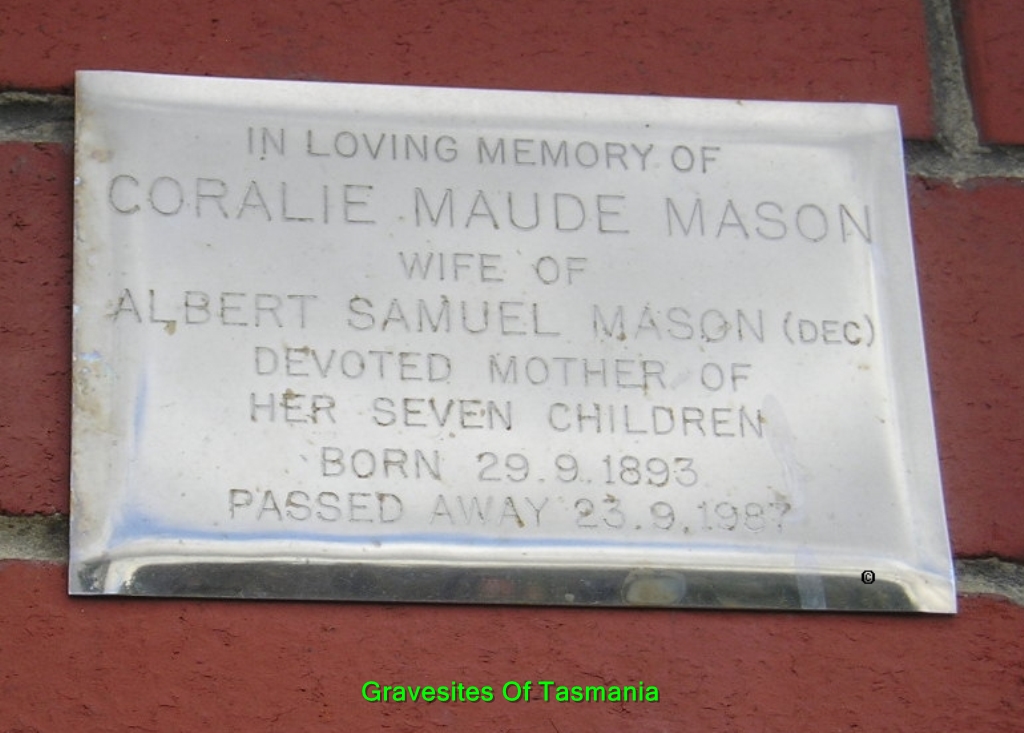 IN LOVING MEMORY OF
CORALIE MAUDE MASON
WIFE OF
ALBERT SAMUEL MASON (DEC)
DEVOTED MOTHER OF
HER SEVEN CHILDREN
BORN 29.9.1893
PASSED AWAY 23.9.1987
©
Gravesites Of Tasmania